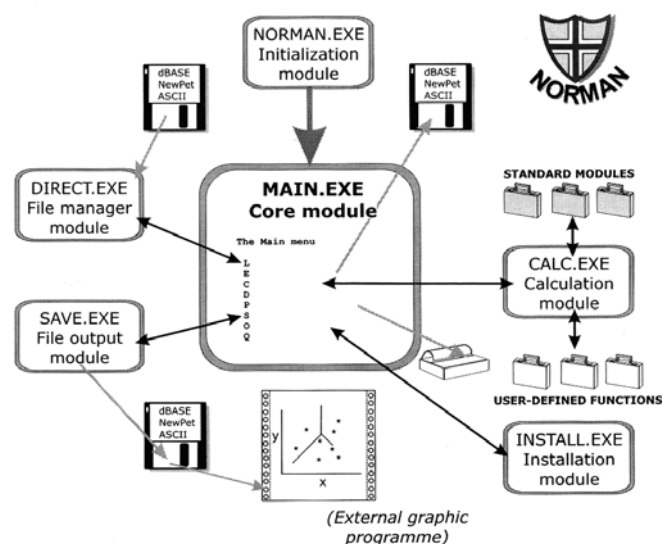 NORMAN.EXE
Initialization
module
dBASE
NewPet
ASCII
dBASE
NewPet
ASCII
NORMAN
DIRECT.EXE
File manager
module
MAIN.EXE
Core module
The Main menu
L
E
C
D
P
S
O
Q
STANDARD MODULES
CALC.EXE
Calculation
module
SAVE.EXE
File output
module
USER-DEFINED FUNCTIONS
dBASE
NewPet
ASCII
y
x
INSTALL.EXE
Installation
module
(External graphic
programme)